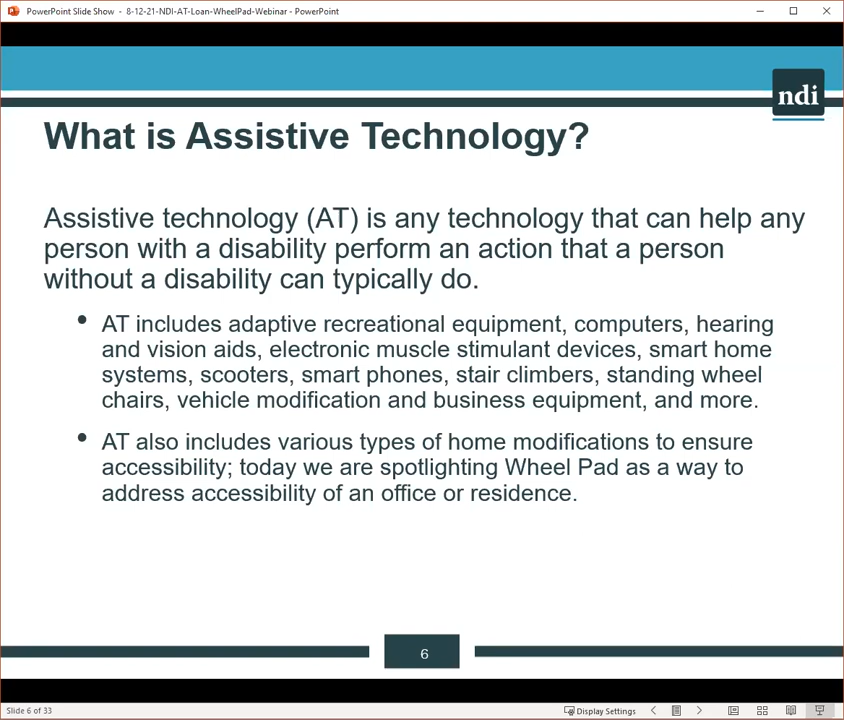 PowerPoint Slide Show - 8-12-21-NDI-AT-Loan-WheelPad-Webinar - PowerPoint
ndi
What is Assistive Technology?
Assistive technology (AT) is any technology that can help any
person with a disability perform an action that a person
without a disability can typically do.
• AT includes adaptive recreational equipment, computers, hearing
and vision aids, electronic muscle stimulant devices, smart home
systems, scooters, smart phones, stair climbers, standing wheel
chairs, vehicle modification and business equipment, and more.
• AT also includes various types of home modifications to ensure
accessibility; today we are spotlighting Wheel Pad as a way to
address accessibility of an office or residence.
6
Slide 6 of 33
Display Settings